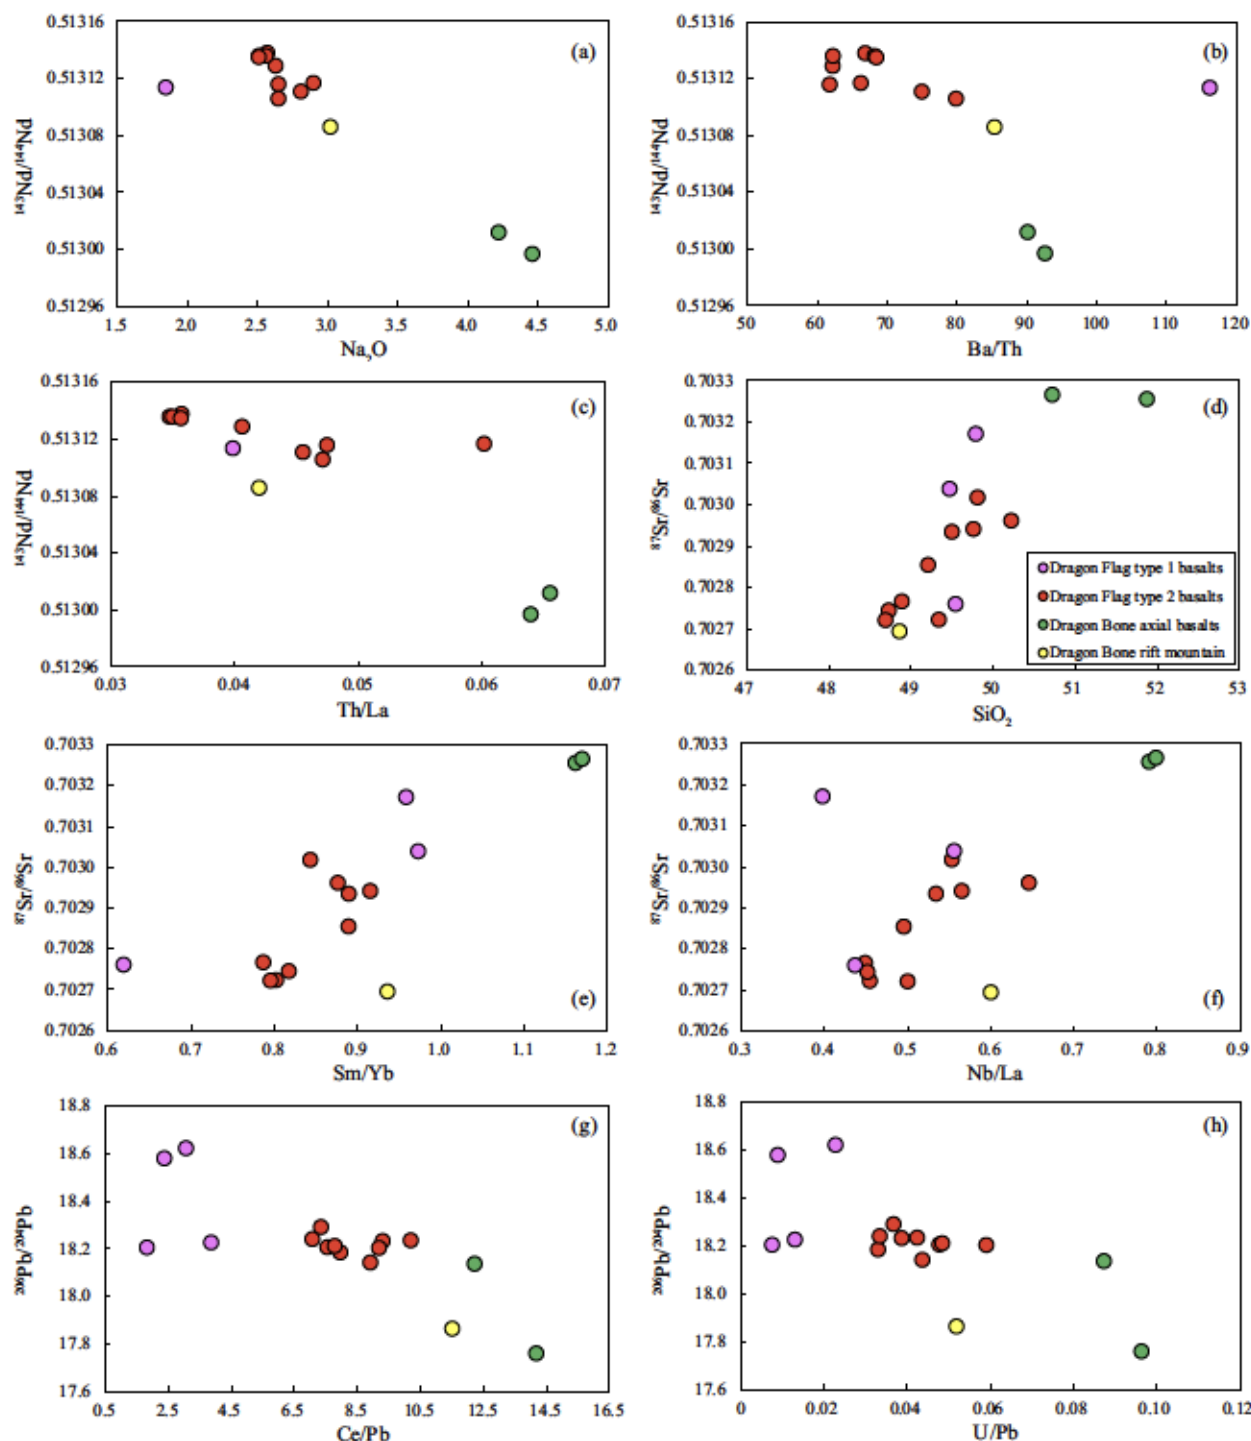 0.51316
(a)
0.51312
0.51308
0.51304
0.51300
0.51296
¹⁴³Nd/¹⁴⁴Nd
1.5 2.0 2.5 3.0 3.5 4.0 4.5 5.0
Na₂O
0.51316
(b)
0.51312
0.51308
0.51304
0.51300
0.51296
¹⁴³Nd/¹⁴⁴Nd
50 60 70 80 90 100 110 120
Ba/Th
0.51316
(c)
0.51312
0.51308
0.51304
0.51300
0.51296
¹⁴³Nd/¹⁴⁴Nd
0.03 0.04 0.05 0.06 0.07
Th/La
0.7033
(d)
0.7032
0.7031
0.7030
0.7029
0.7028
0.7027
0.7026
⁸⁷Sr/⁸⁶Sr
Dragon Flag type 1 basalts
Dragon Flag type 2 basalts
Dragon Bone axial basalts
Dragon Bone rift mountain
47 48 49 50 51 52 53
SiO₂
0.7033
0.7032
0.7031
0.7030
0.7029
0.7028
0.7027
0.7026
⁸⁷Sr/⁸⁶Sr
(e)
0.6 0.7 0.8 0.9 1.0 1.1 1.2
Sm/Yb
0.7033
0.7032
0.7031
0.7030
0.7029
0.7028
0.7027
0.7026
⁸⁷Sr/⁸⁶Sr
(f)
0.3 0.4 0.5 0.6 0.7 0.8 0.9
Nb/La
18.8
(g)
18.6
18.4
18.2
18.0
17.8
17.6
²⁰⁶Pb/²⁰⁴Pb
0.5 2.5 4.5 6.5 8.5 10.5 12.5 14.5 16.5
Ce/Pb
18.8
(h)
18.6
18.4
18.2
18.0
17.8
17.6
²⁰⁶Pb/²⁰⁴Pb
0 0.02 0.04 0.06 0.08 0.10 0.12
U/Pb